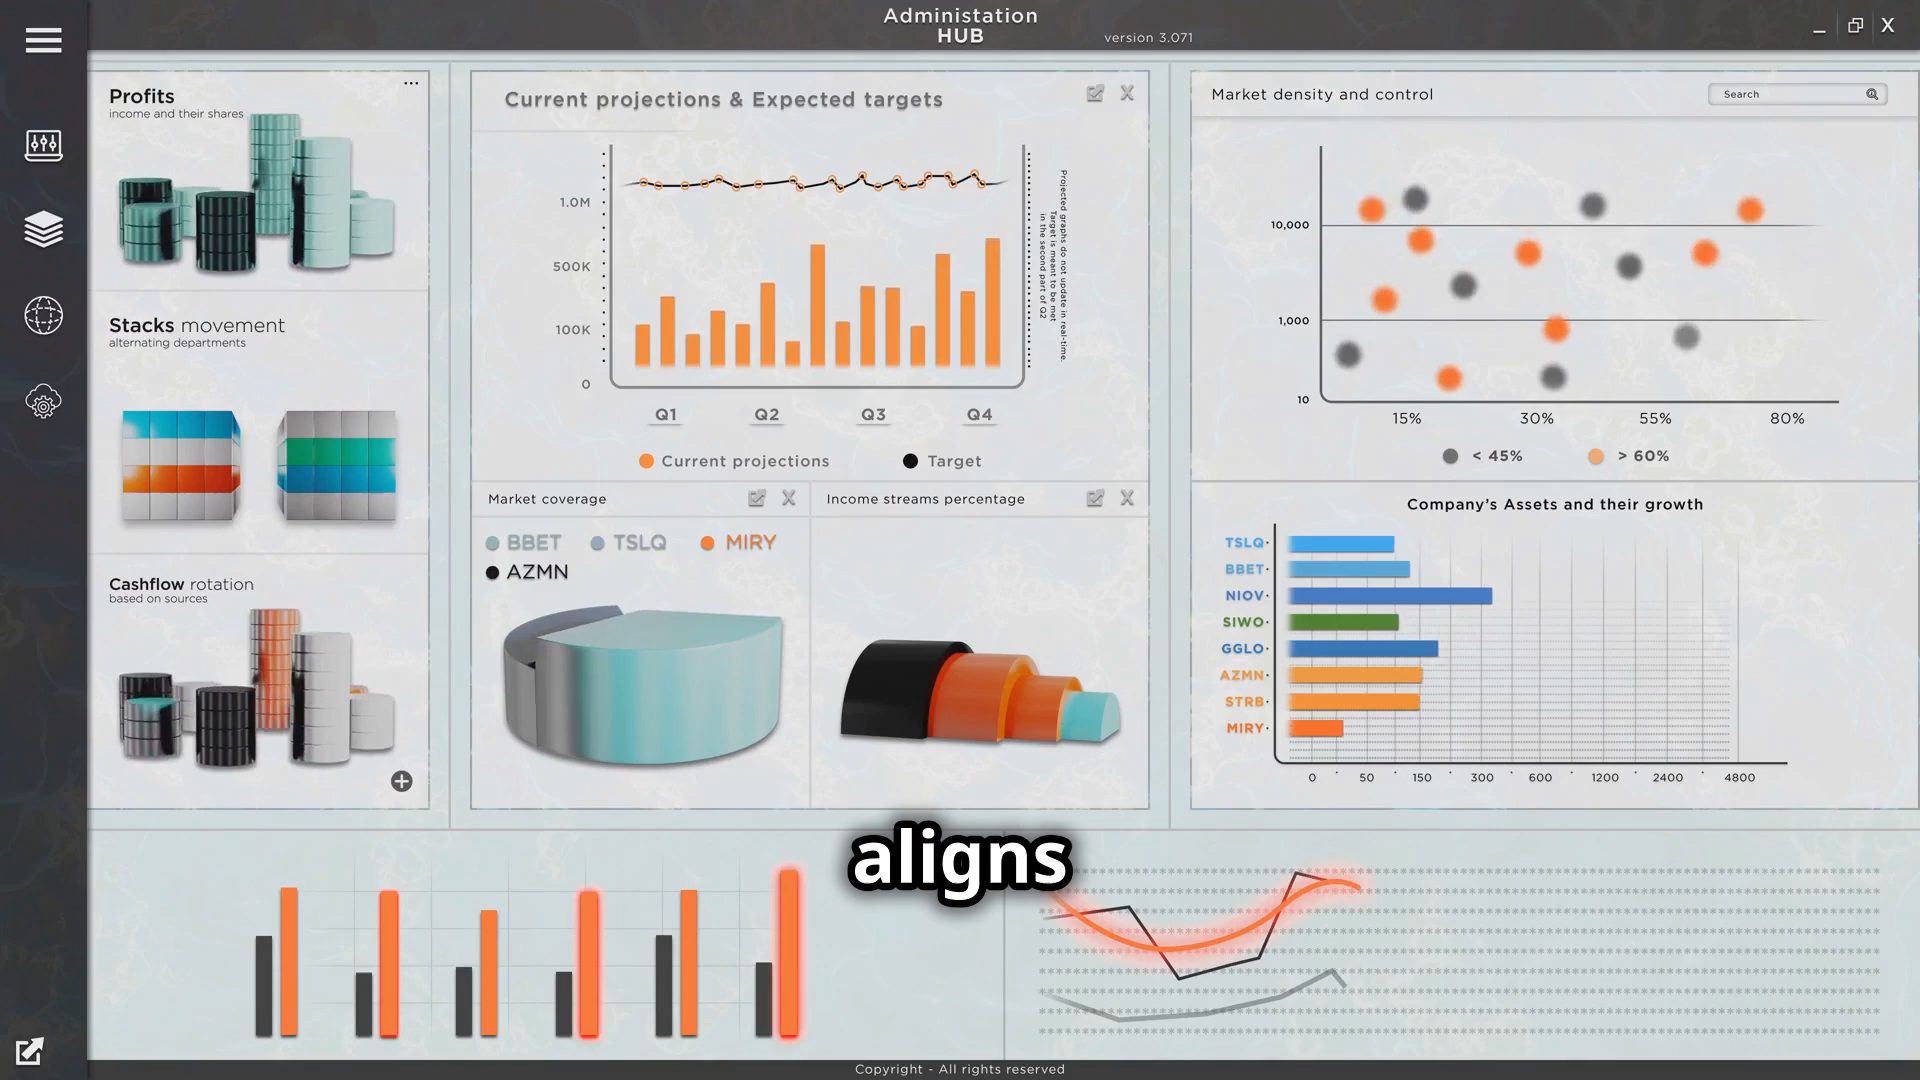 Administation
HUB
version 3.071
X
Profits
income and their shares
Stacks movement
alternating departments
Cashflow rotation
based on sources
Current projections & Expected targets
1.0M
500K
100K
0
Q1 Q2 Q3 Q4
Projected graphs do not update in real-time.
Target is meant to be met
in the second part of Q2
Current projections Target
Market coverage
BBET TSLQ MIRY
AZMN
Income streams percentage
Market density and control
Search
10,000
1,000
10
15% 30% 55% 80%
< 45% > 60%
Company's Assets and their growth
TSLQ
BBET
NIOV
SIWO
GGLO
AZMN
STRB
MIRY
0 50 150 300 600 1200 2400 4800
aligns
Copyright - All rights reserved